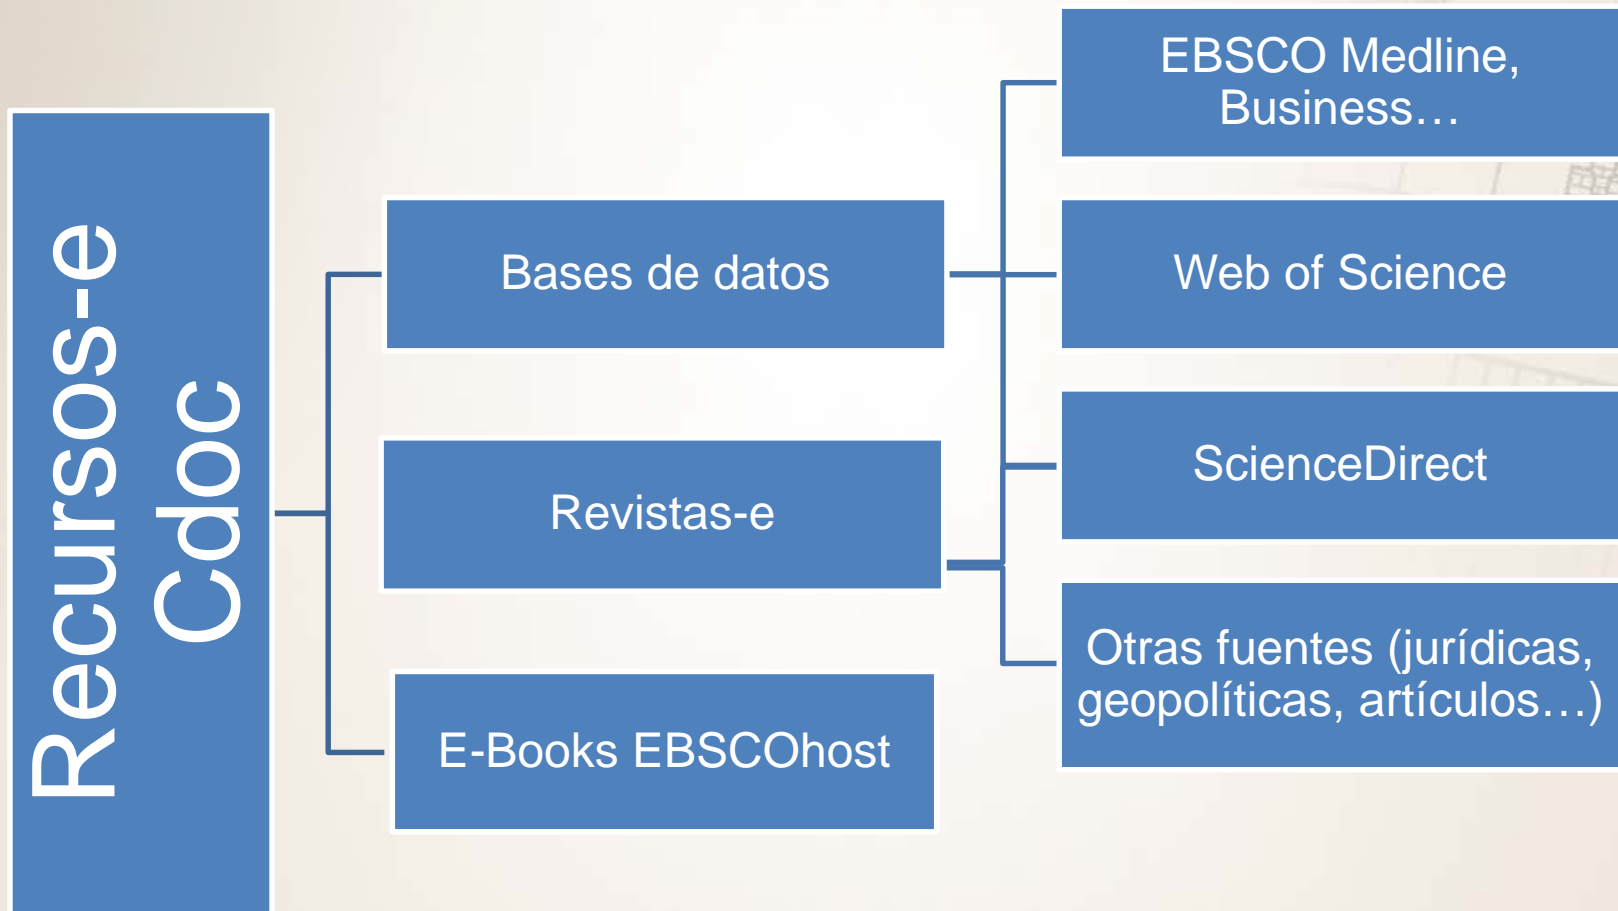 Recursos-e
Cdoc
Bases de datos
Revistas-e
E-Books EBSCOhost
EBSCO Medline,
Business…
Web of Science
ScienceDirect
Otras fuentes (jurídicas,
geopolíticas, artículos…)